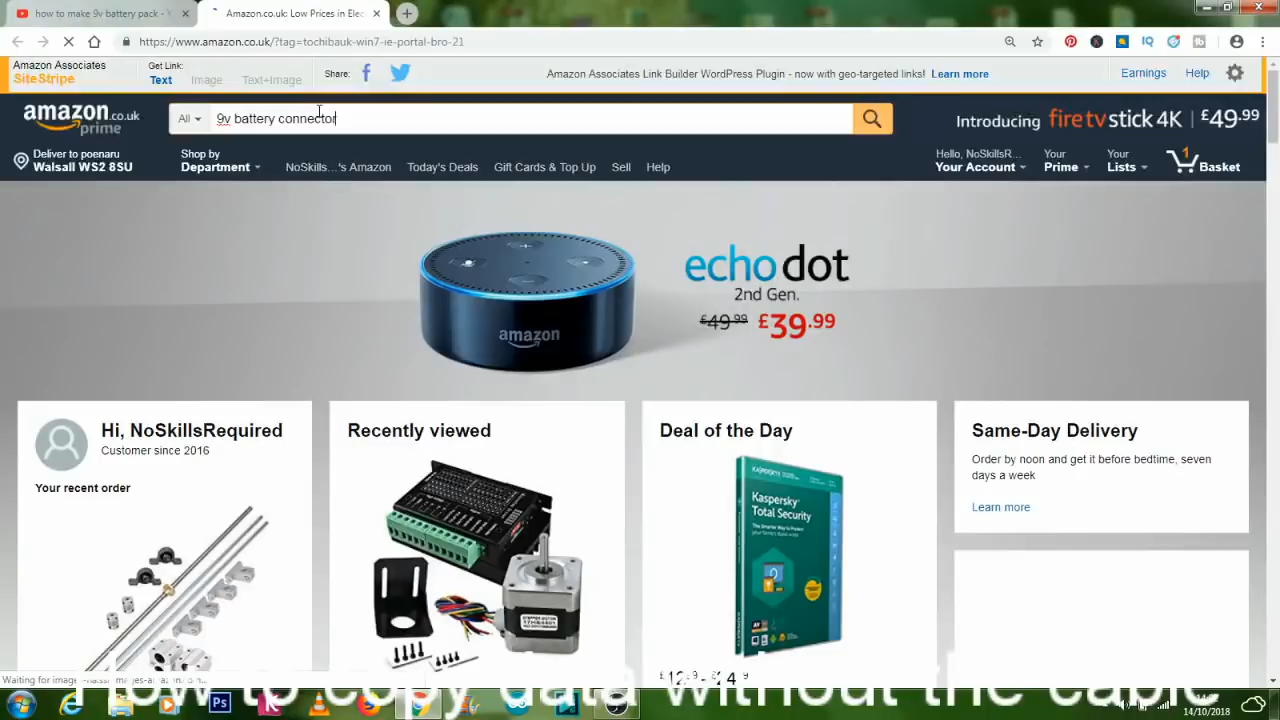 how to make 9v battery pack -
Amazon.co.uk: Low Prices in Elec
https://www.amazon.co.uk/?tag=tochibauk-win7-ie-portal-bro-21
Amazon Associates
SiteStripe
Get Link:
Text
Image
Text+Image
Share:
Amazon Associates Link Builder WordPress Plugin - now with geo-targeted links! Learn more
Earnings
Help
amazon.co.uk
prime
All
9v battery connector
Introducing fire tv stick 4K | £49.99
Deliver to poenaru
Walsall WS2 8SU
Shop by
Department
NoSkills...'s Amazon
Today's Deals
Gift Cards & Top Up
Sell
Help
Hello, NoSkillsR...
Your Account
Your
Prime
Your
Lists
1
Basket
amazon
echo dot
2nd Gen.
£49.99 £39.99
Hi, NoSkillsRequired
Customer since 2016
Your recent order
Recently viewed
Deal of the Day
KASPERSKY
Kaspersky
Total Security
Same-Day Delivery
Order by noon and get it before bedtime, seven
days a week
Learn more
how to copy data without the cable
14/10/2018